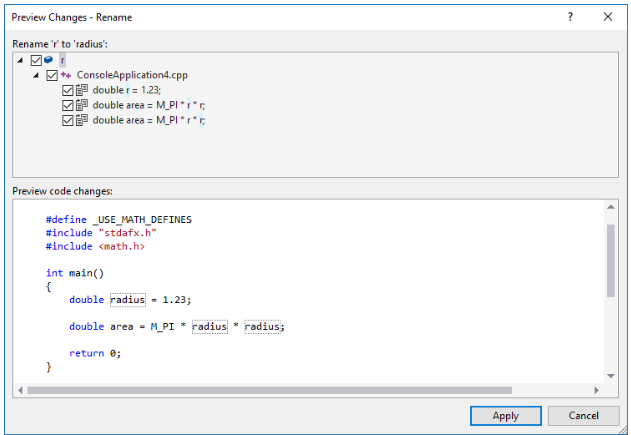 Preview Changes - Rename
Rename 'r' to 'radius':
r
ConsoleApplication4.cpp
double r = 1.23;
double area = M_PI * r * r;
double area = M_PI * r * r;
Preview code changes:
#define _USE_MATH_DEFINES
#include "stdafx.h"
#include <math.h>
int main()
{
double radius = 1.23;
double area = M_PI * radius * radius;
return 0;
}
Apply Cancel